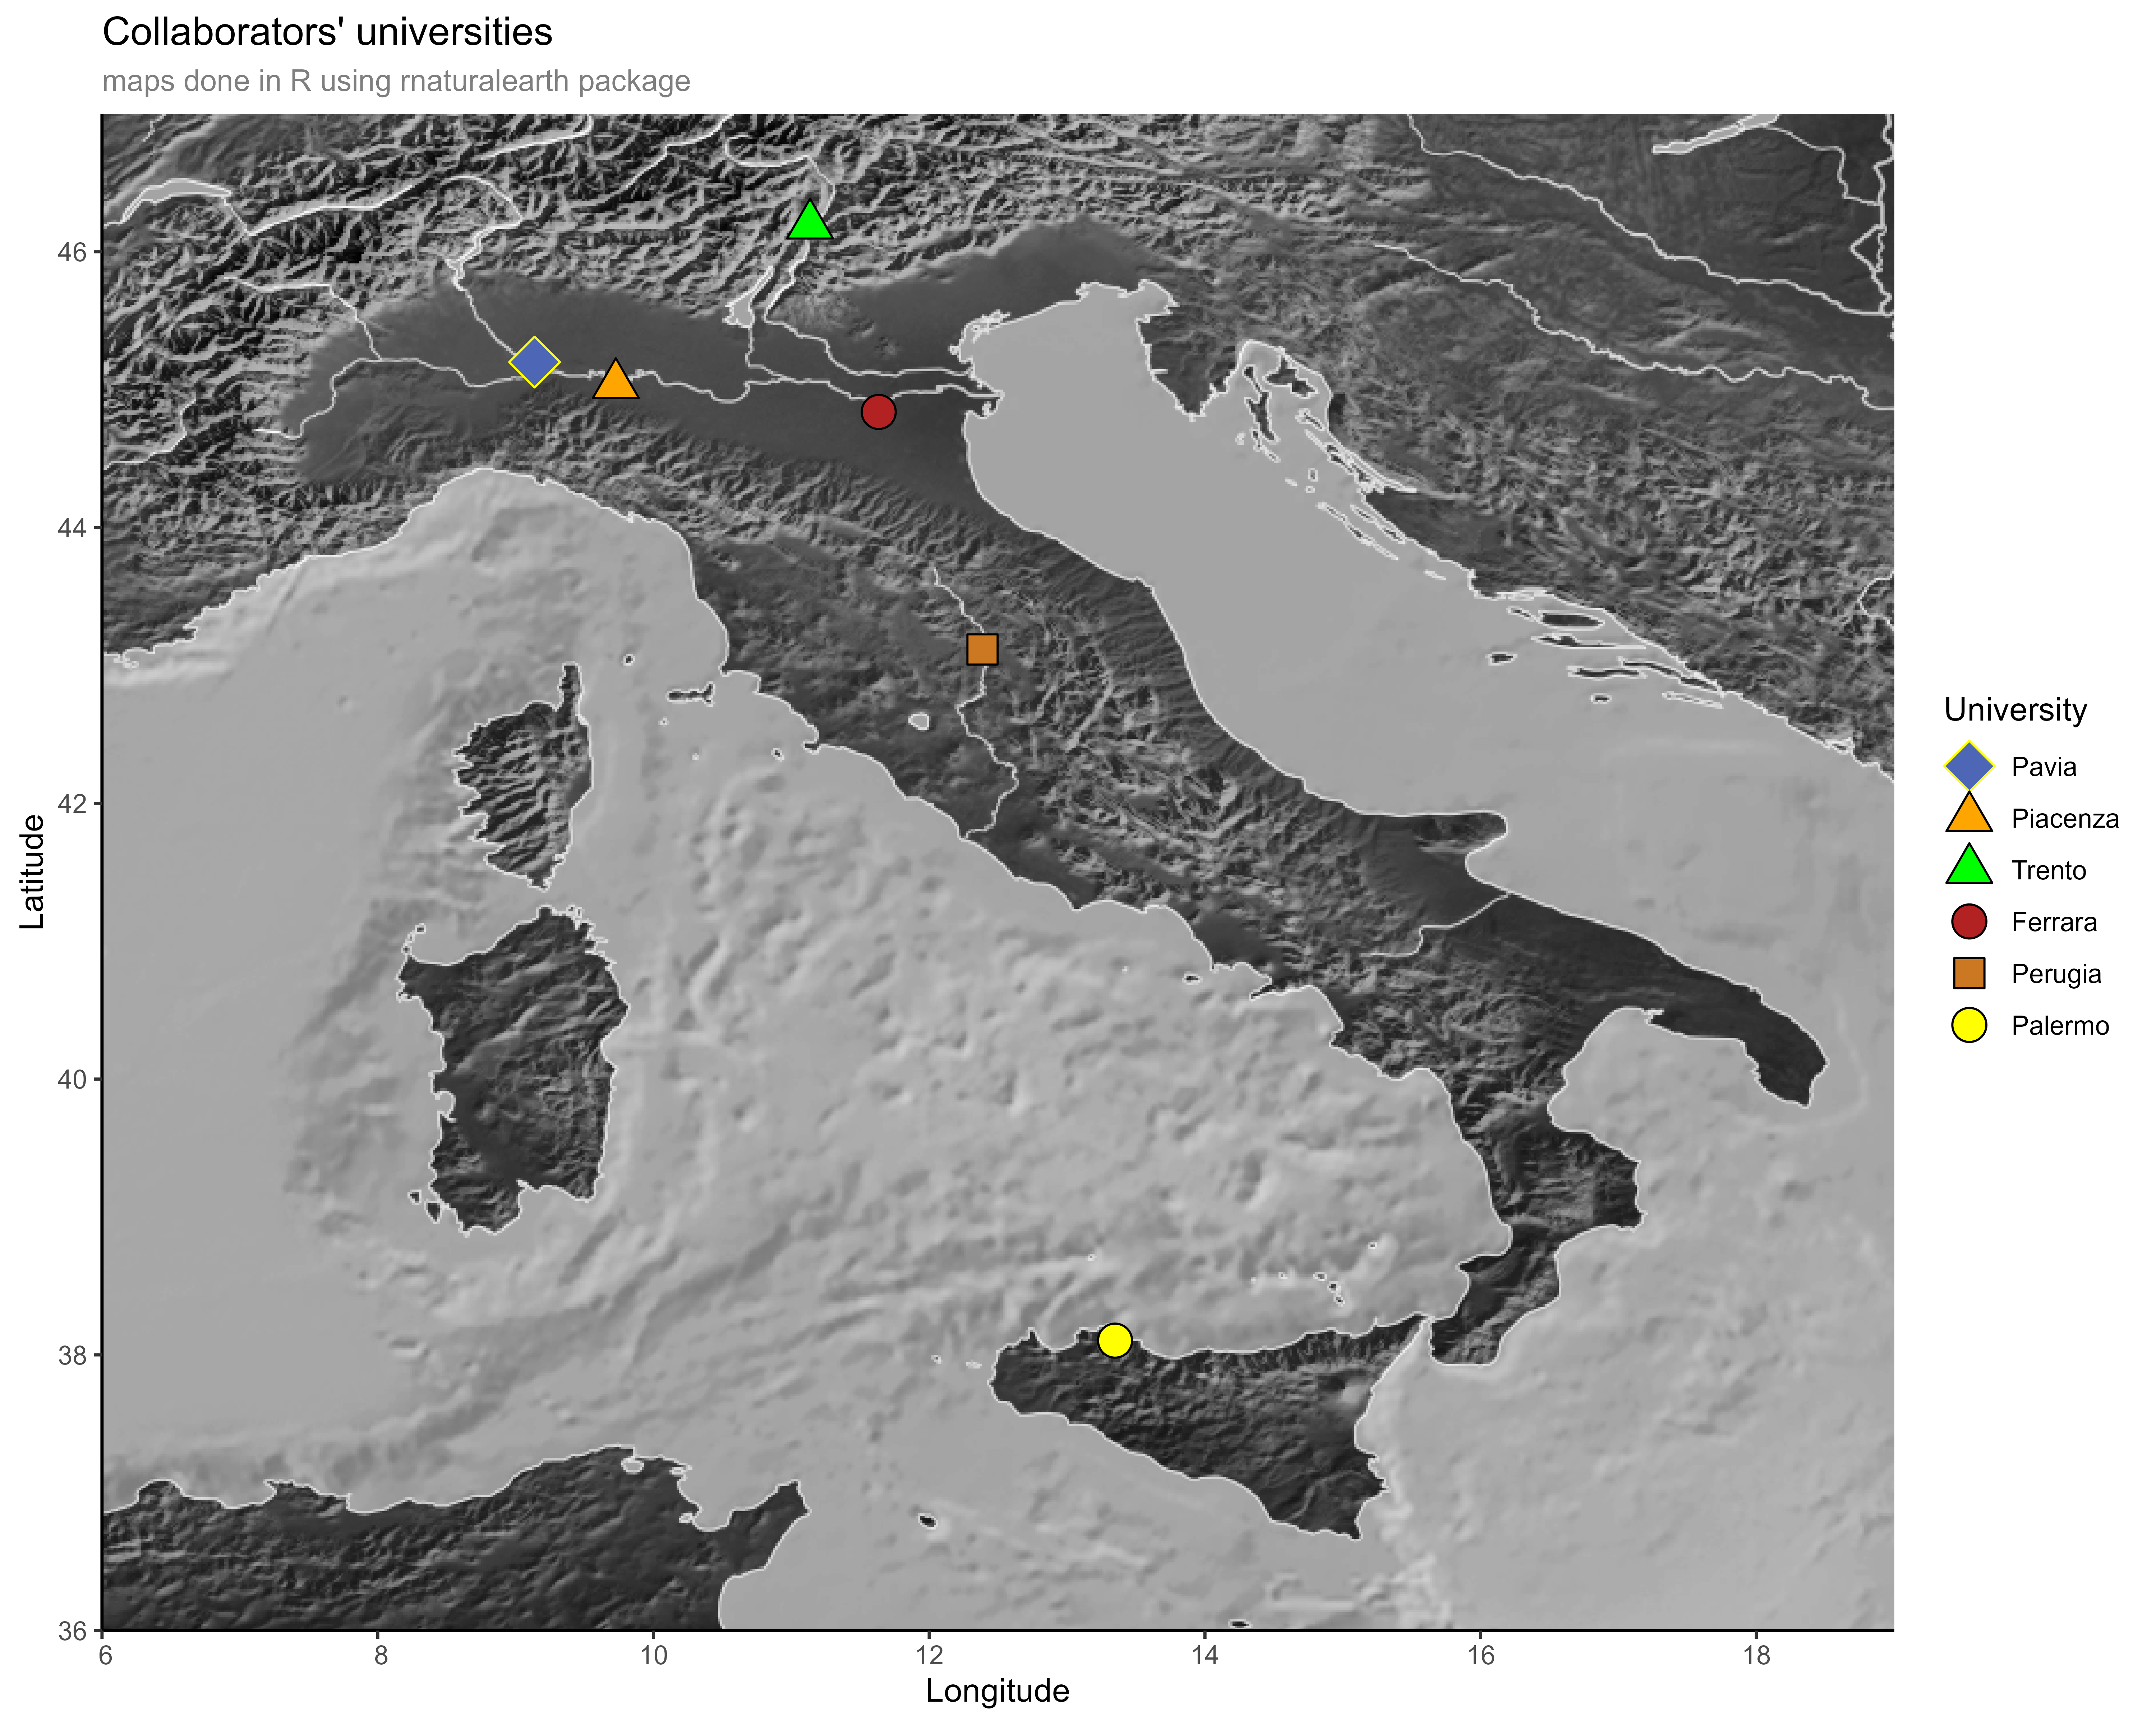 Collaborators' universities
maps done in R using rnaturalearth package
Latitude
46
44
42
40
38
36
6 8 10 12 14 16 18
Longitude
University
Pavia
Piacenza
Trento
Ferrara
Perugia
Palermo